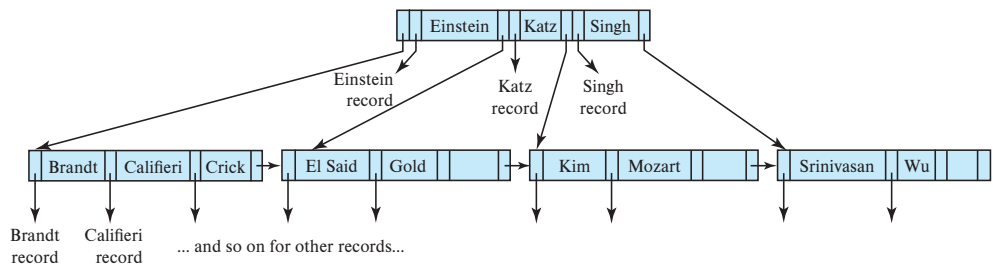 Einstein Katz Singh
Einstein
record
Katz
record
Singh
record
Brandt Califieri Crick
El Said Gold
Kim Mozart
Srinivasan Wu
Brandt
record
Califieri
record
... and so on for other records...